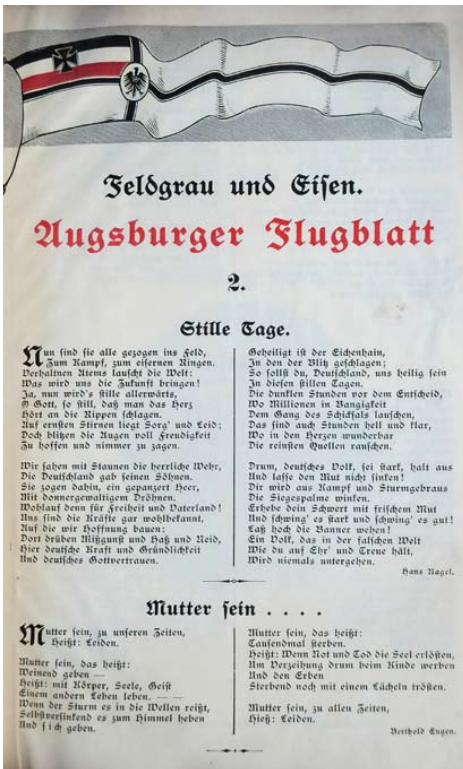 Feldgrau und Eisen.
Augsburger Flugblatt
2.
Stille Tage.
Nun sind sie alle gezogen ins Feld,
Zum Kampf, zum eisernen Ringen.
Verhaltnen Atems lauscht die Welt:
Was wird uns die Zukunft bringen!
Ja, nun wird's stille allerwärts,
O Gott, so still, daß man das Herz
Hört an die Rippen schlagen.
Auf ernsten Stirnen liegt Sorg' und Leid;
Doch blitzen die Augen voll Freudigkeit
Zu hoffen und nimmer zu zagen.
Wir sahen mit Staunen die herrliche Wehr,
Die Deutschland gab seinen Söhnen.
Sie zogen dahin, ein gepanzert Heer,
Mit donnergewaltigem Dröhnen.
Wohlauf denn für Freiheit und Vaterland!
Uns sind die Kräfte gar wohlbekannt,
Auf die wir Hoffnung bauen:
Dort drüben Mißgunst und Haß und Neid,
Hier deutsche Kraft und Gründlichkeit
Und deutsches Gottvertrauen.
Geheiligt ist der Eichenhain,
In den der Blitz geschlagen;
So sollst du, Deutschland, uns heilig sein
In diesen stillen Tagen.
Die dunklen Stunden vor dem Entscheid,
Wo Millionen in Bangigkeit
Dem Gang des Schicksals lauschen,
Das sind auch Stunden hell und klar,
Wo in den Herzen wunderbar
Die reinsten Quellen rauschen.
Drum, deutsches Volk, sei stark, halt aus
Und lasse den Mut nicht sinken!
Dir wird aus Kampf und Sturmgebraus
Die Siegespalme winken.
Erhebe dein Schwert mit frischem Mut
Und schwing' es stark und schwing' es gut!
Laß hoch die Banner wehen!
Ein Volk, das in der falschen Welt
Wie du auf Ehr' und Treue hält,
Wird niemals untergehen.
Hans Nagel.
Mutter sein . . . .
Mutter sein, zu unseren Zeiten,
Heißt: Leiden.
Mutter sein, das heißt:
Weinend geben —
Heißt: mit Körper, Seele, Geist
Einem andern Leben leben. — —
Wenn der Sturm es in die Wellen reißt,
Selbstversinkend es zum Himmel heben
Und sich geben.
Mutter sein, das heißt:
Tausendmal sterben.
Heißt: Wenn Not und Tod die Seel erlösten,
Um Verzeihung drum beim Kinde werben
Und den Erben
Sterbend noch mit einem Lächeln trösten.
Mutter sein, zu allen Zeiten,
Hieß: Leiden.
Berthold Eugen.